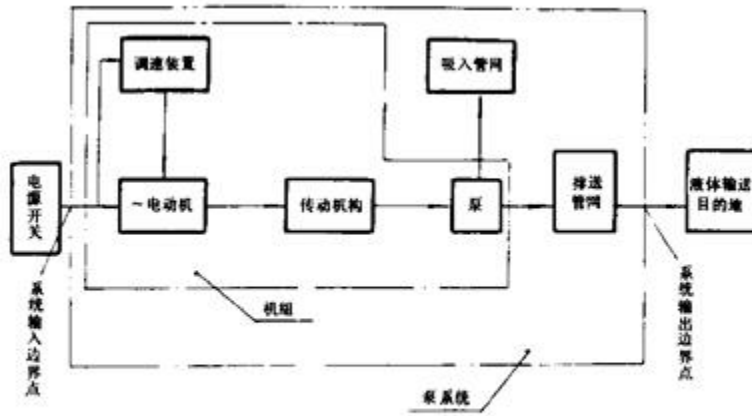 调速装置
吸入管网
电源开关
~电动机
传动机构
泵
排送
管网
液体输送
目的地
机组
系统输入边界点
系统输出边界点
泵系统